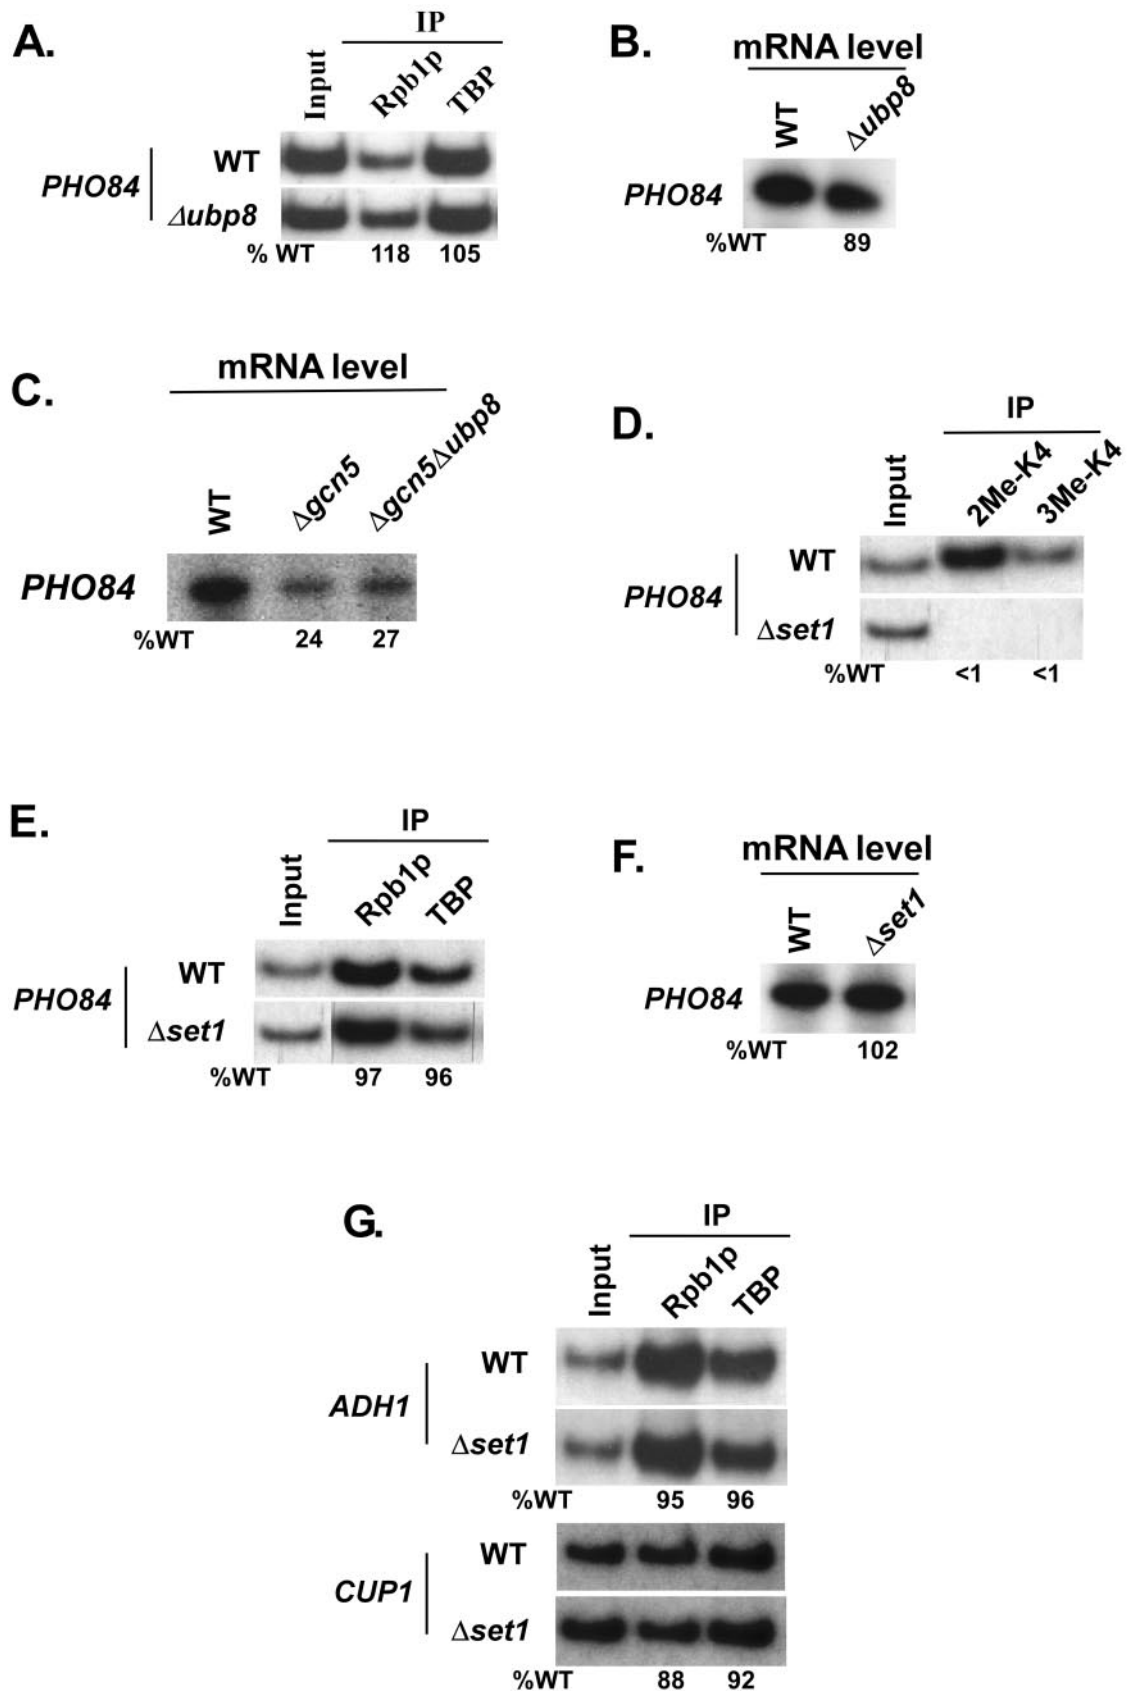 A.
IP
Input
Rpb1p
TBP
PHO84
WT
Δubp8
% WT 118 105
B.
mRNA level
WT
Δubp8
PHO84
%WT 89
C.
mRNA level
WT
Δgcn5
Δgcn5Δubp8
PHO84
%WT 24 27
D.
IP
Input
2Me-K4
3Me-K4
PHO84
WT
Δset1
%WT <1 <1
E.
IP
Input
Rpb1p
TBP
PHO84
WT
Δset1
%WT 97 96
F.
mRNA level
WT
Δset1
PHO84
%WT 102
G.
IP
Input
Rpb1p
TBP
ADH1
WT
Δset1
%WT 95 96
CUP1
WT
Δset1
%WT 88 92